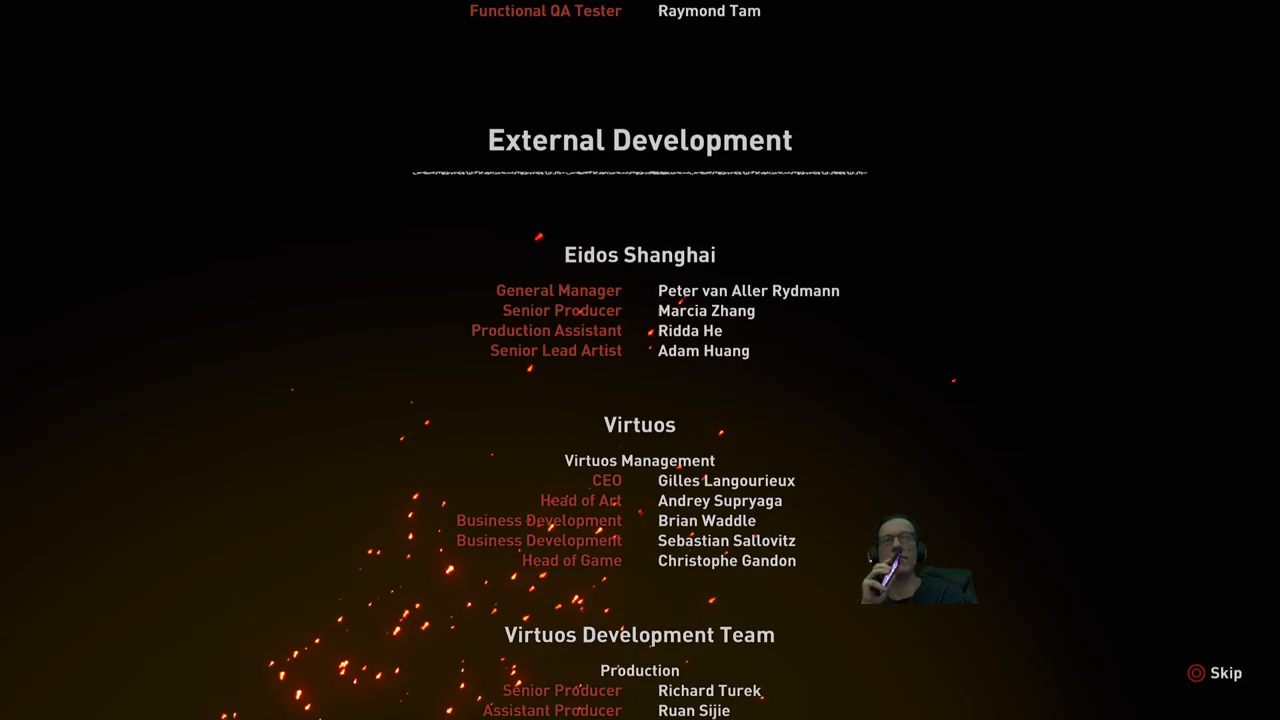 Functional QA Tester Raymond Tam
External Development
Eidos Shanghai
General Manager Peter van Aller Rydmann
Senior Producer Marcia Zhang
Production Assistant Ridda He
Senior Lead Artist Adam Huang
Virtuos
Virtuos Management
CEO Gilles Langourieux
Head of Art Andrey Supryaga
Business Development Brian Waddle
Business Development Sebastian Sallovitz
Head of Game Christophe Gandon
Virtuos Development Team
Production
Senior Producer Richard Turek
Assistant Producer Ruan Sijie
Skip